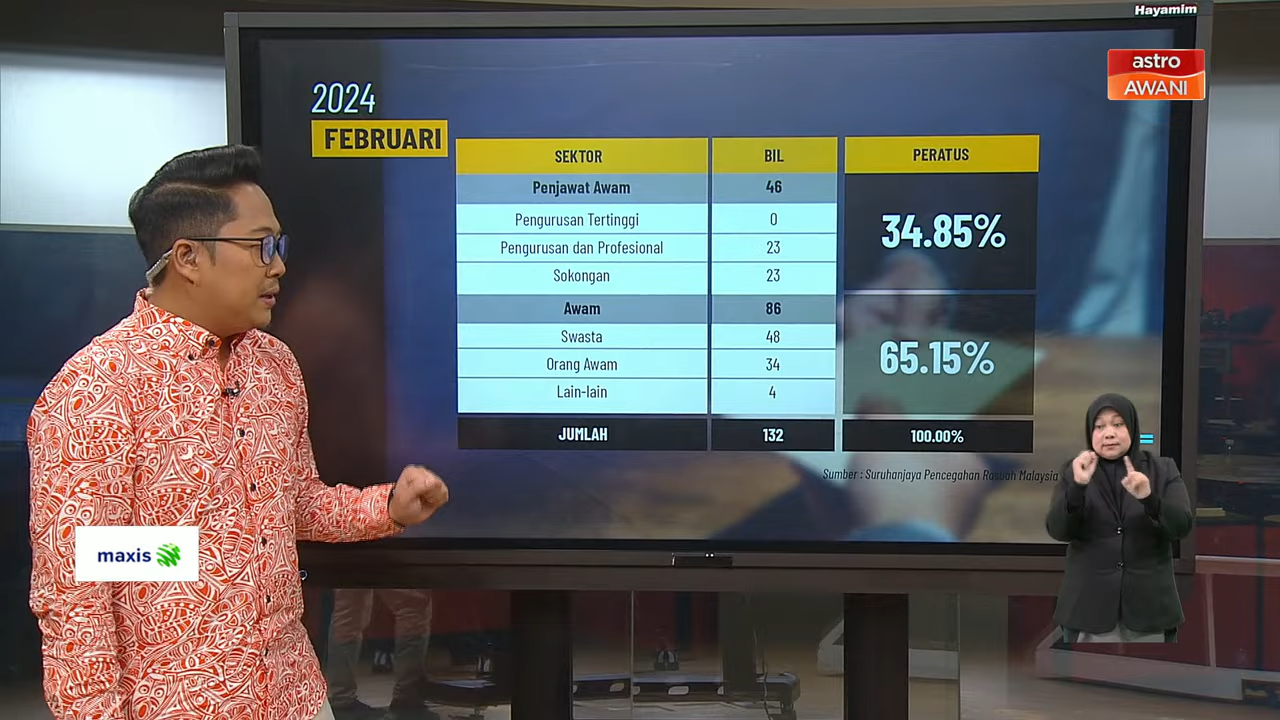 Hayamim
astro
AWANI
2024
FEBRUARI
SEKTOR BIL PERATUS
Penjawat Awam 46
Pengurusan Tertinggi 0
34.85%
Pengurusan dan Profesional 23
Sokongan 23
Awam 86
Swasta 48
65.15%
Orang Awam 34
Lain-lain 4
JUMLAH 132 100.00%
Sumber : Suruhanjaya Pencegahan Rasuah Malaysia
maxis